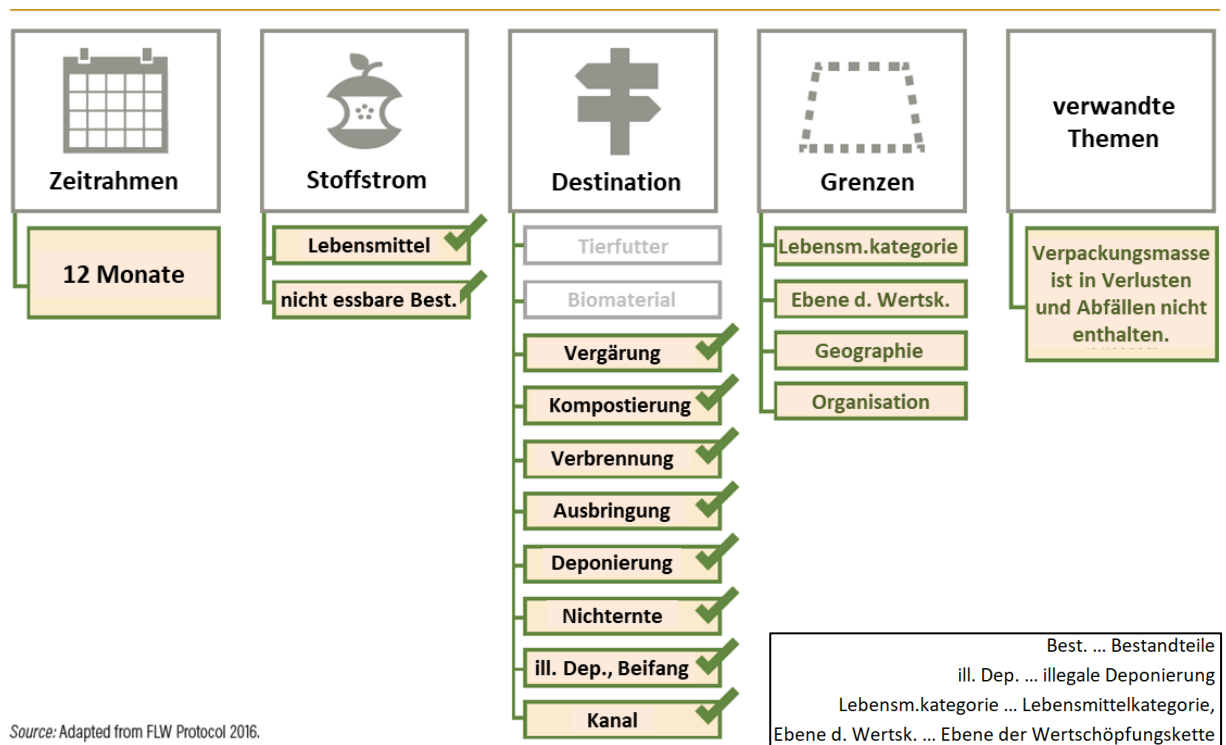 Zeitrahmen
12 Monate
Stoffstrom
Lebensmittel
nicht essbare Best.
Destination
Tierfutter
Biomaterial
Vergärung
Kompostierung
Verbrennung
Ausbringung
Deponierung
Nichternte
ill. Dep., Beifang
Kanal
Grenzen
Lebensm.kategorie
Ebene d. Wertsk.
Geographie
Organisation
verwandte
Themen
Verpackungsmasse
ist in Verlusten
und Abfällen nicht
enthalten.
Best. ... Bestandteile
ill. Dep. ... illegale Deponierung
Lebensm.kategorie ... Lebensmittelkategorie,
Ebene d. Wertsk. ... Ebene der Wertschöpfungskette
Source: Adapted from FLW Protocol 2016.